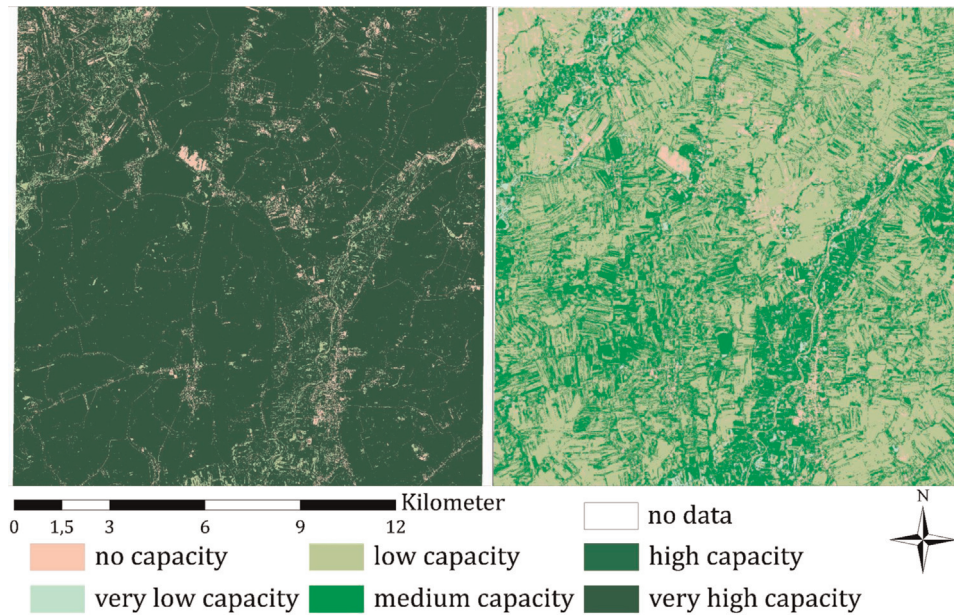 Kilometer
0 1,5 3 6 9 12
N
no data
no capacity
low capacity
high capacity
very low capacity
medium capacity
very high capacity